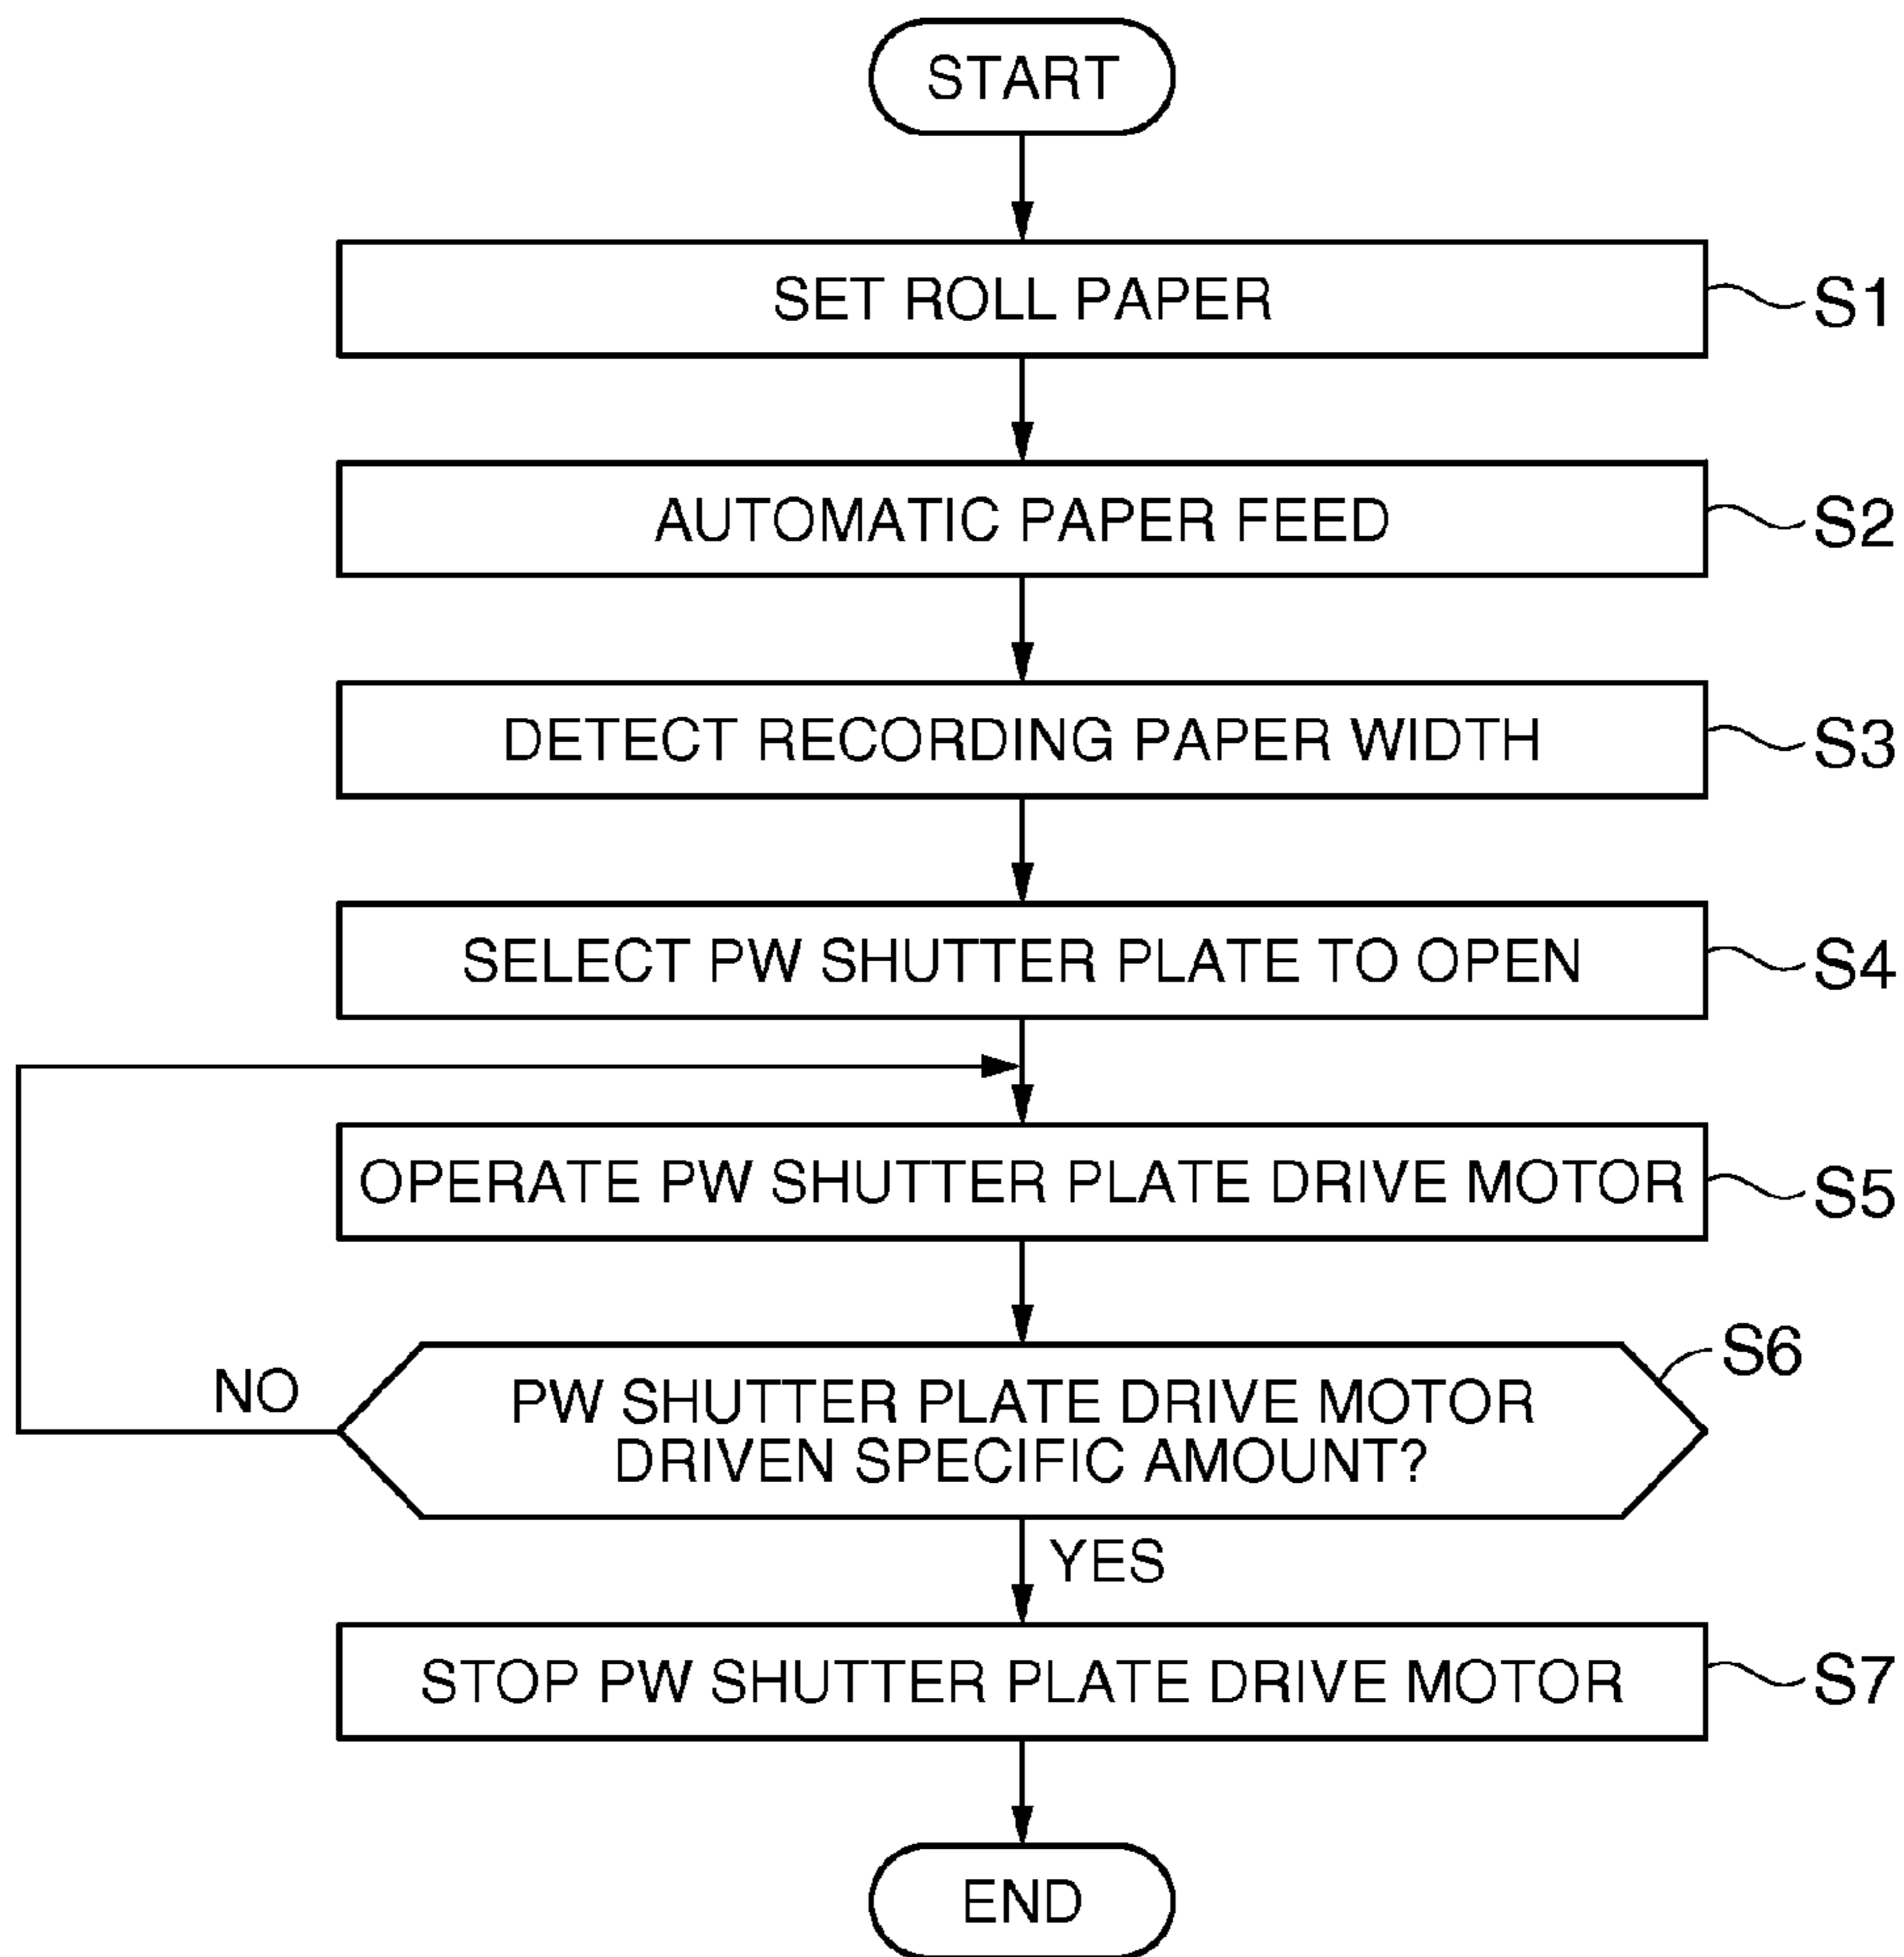 START
SET ROLL PAPER
S1
AUTOMATIC PAPER FEED
S2
DETECT RECORDING PAPER WIDTH
S3
SELECT PW SHUTTER PLATE TO OPEN
S4
OPERATE PW SHUTTER PLATE DRIVE MOTOR
S5
S6
NO
PW SHUTTER PLATE DRIVE MOTOR
DRIVEN SPECIFIC AMOUNT?
YES
STOP PW SHUTTER PLATE DRIVE MOTOR
S7
END